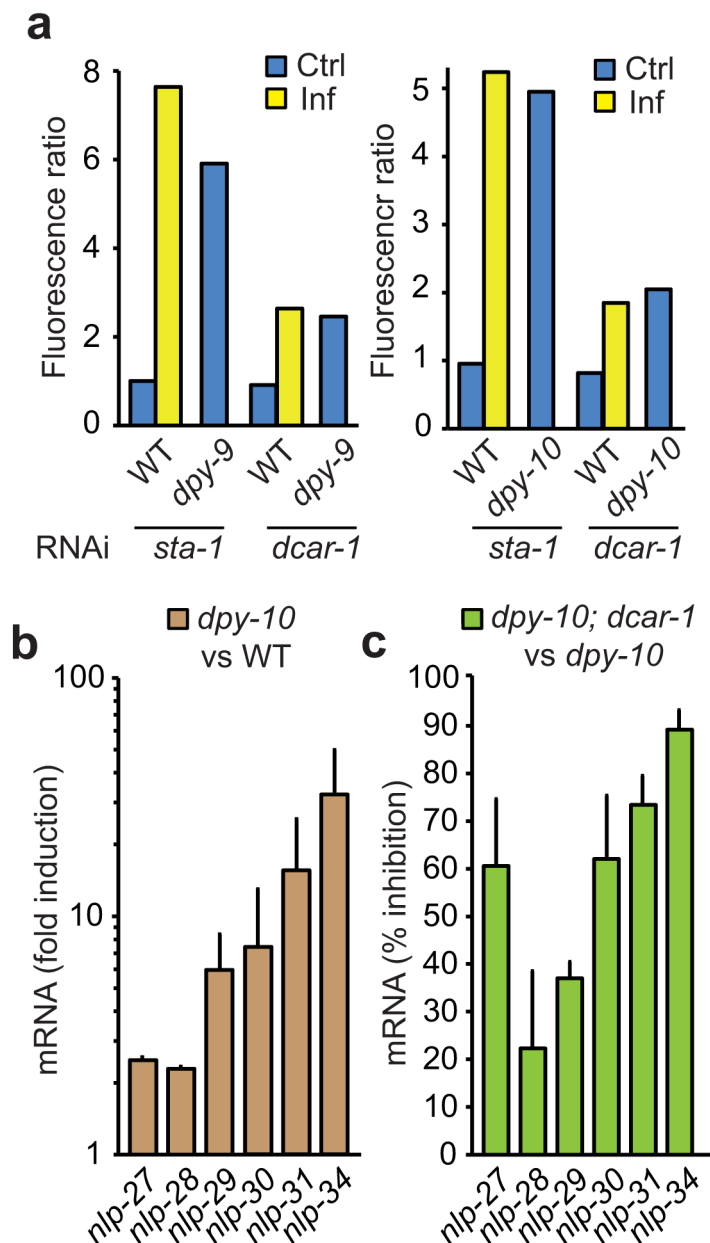 a
Fluorescence ratio
8
6
4
2
0
Ctrl
Inf
WT
dpy-9
WT
dpy-9
RNAi
sta-1
dcar-1
Fluorescencr ratio
5
4
3
2
1
0
Ctrl
Inf
WT
dpy-10
WT
dpy-10
sta-1
dcar-1
b
dpy-10
vs WT
mRNA (fold induction)
100
10
1
nlp-27
nlp-28
nlp-29
nlp-30
nlp-31
nlp-34
c
dpy-10; dcar-1
vs dpy-10
mRNA (% inhibition)
100
90
80
70
60
50
40
30
20
10
0
nlp-27
nlp-28
nlp-29
nlp-30
nlp-31
nlp-34